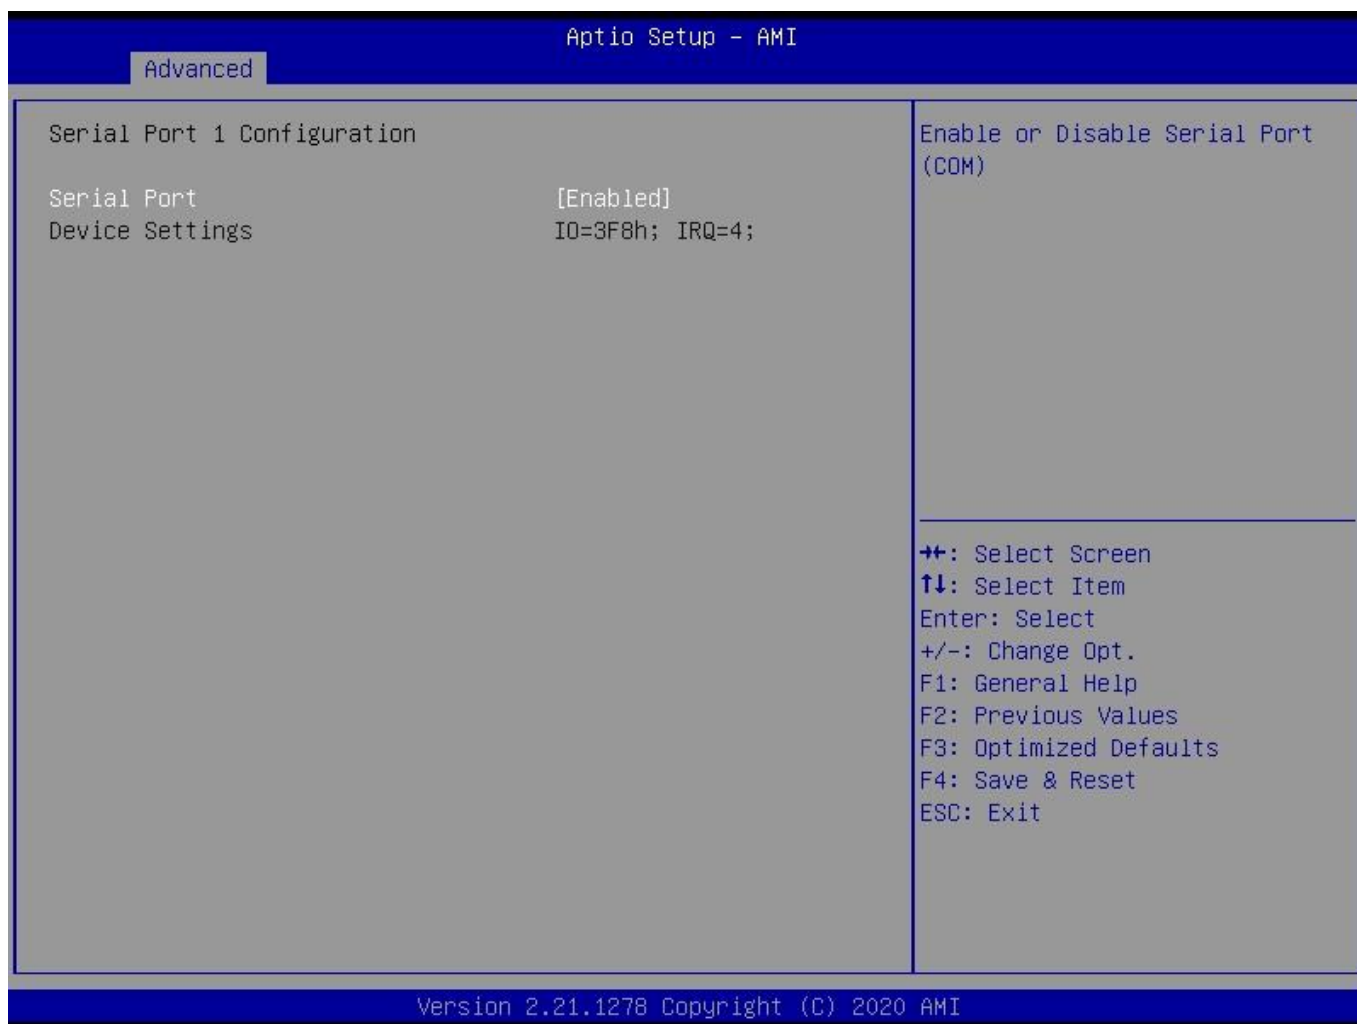 Aptio Setup – AMI
Advanced
Serial Port 1 Configuration
Serial Port [Enabled]
Device Settings IO=3F8h; IRQ=4;
Enable or Disable Serial Port
(COM)
→←: Select Screen
↑↓: Select Item
Enter: Select
+/-: Change Opt.
F1: General Help
F2: Previous Values
F3: Optimized Defaults
F4: Save & Reset
ESC: Exit
Version 2.21.1278 Copyright (C) 2020 AMI